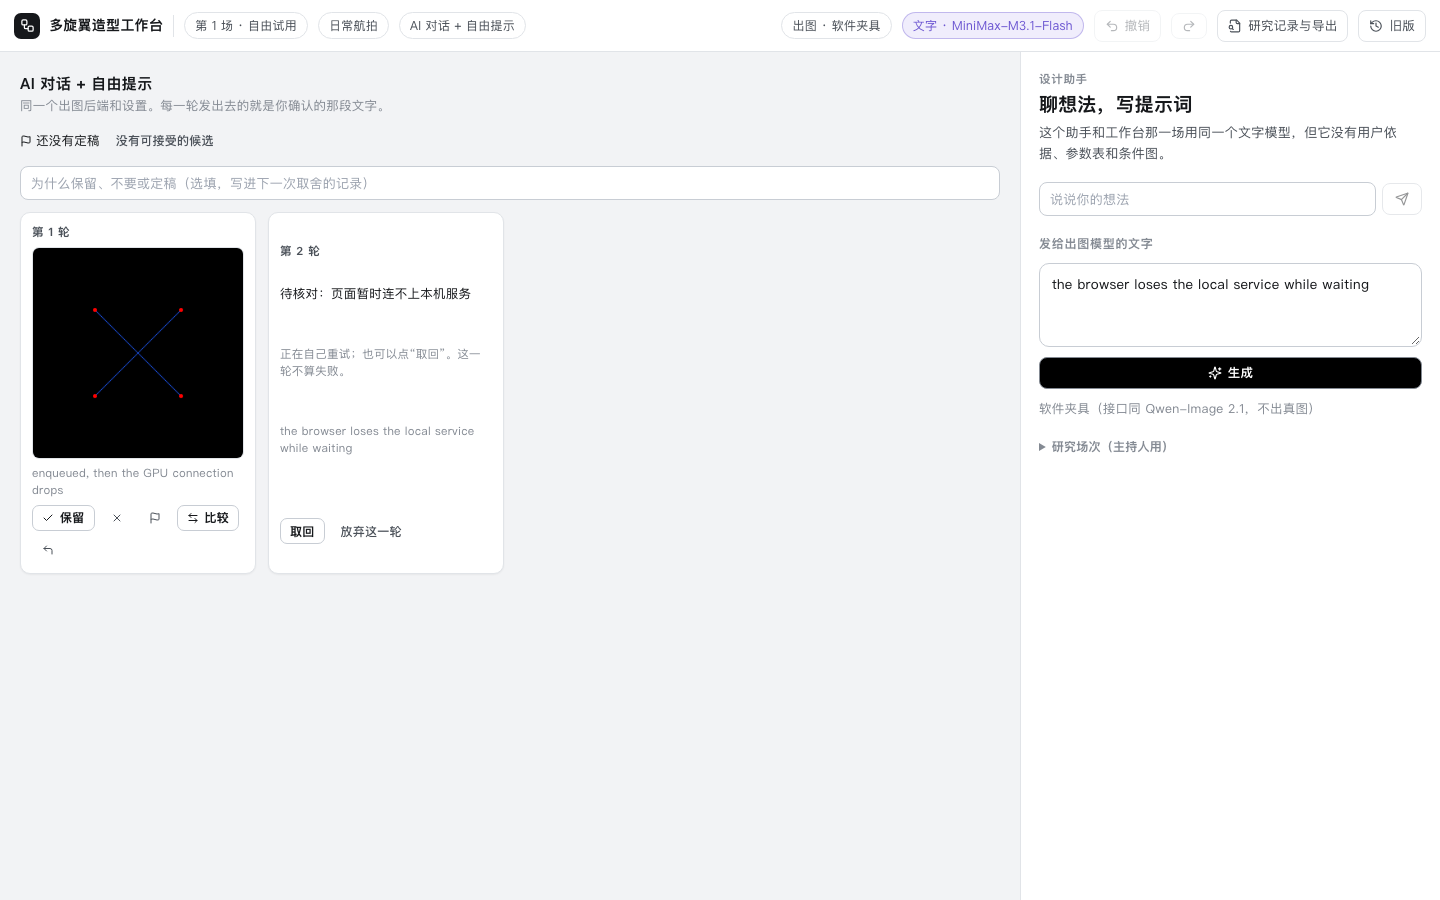 多旋翼造型工作台
第 1 场 · 自由试用
日常航拍
AI 对话 + 自由提示
出图 · 软件夹具
文字 · MiniMax-M3.1-Flash
撤销
研究记录与导出
旧版
AI 对话 + 自由提示
同一个出图后端和设置。每一轮发出去的就是你确认的那段文字。
还没有定稿
没有可接受的候选
为什么保留、不要或定稿（选填，写进下一次取舍的记录）
第 1 轮
enqueued, then the GPU connection
drops
保留
比较
第 2 轮
待核对：页面暂时连不上本机服务
正在自己重试；也可以点“取回”。这一
轮不算失败。
the browser loses the local service
while waiting
取回
放弃这一轮
设计助手
聊想法，写提示词
这个助手和工作台那一场用同一个文字模型，但它没有用户依
据、参数表和条件图。
说说你的想法
发给出图模型的文字
the browser loses the local service while waiting
生成
软件夹具（接口同 Qwen-Image 2.1，不出真图）
研究场次（主持人用）